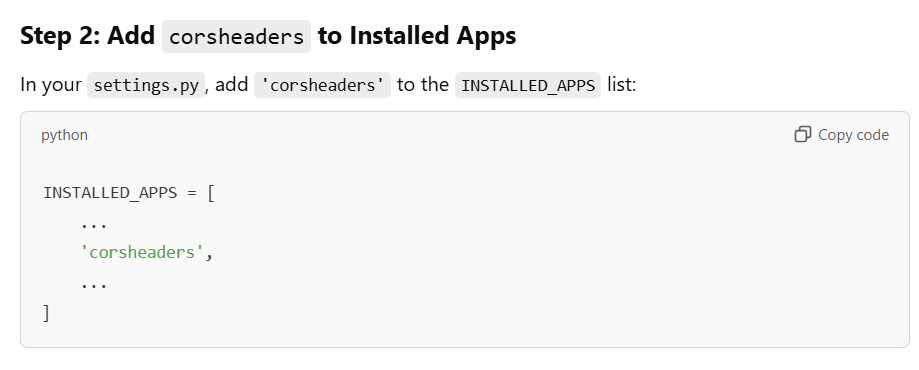 Step 2: Add corsheaders to Installed Apps
In your settings.py, add 'corsheaders' to the INSTALLED_APPS list:
python
Copy code
INSTALLED_APPS = [
    ...
    'corsheaders',
    ...
]